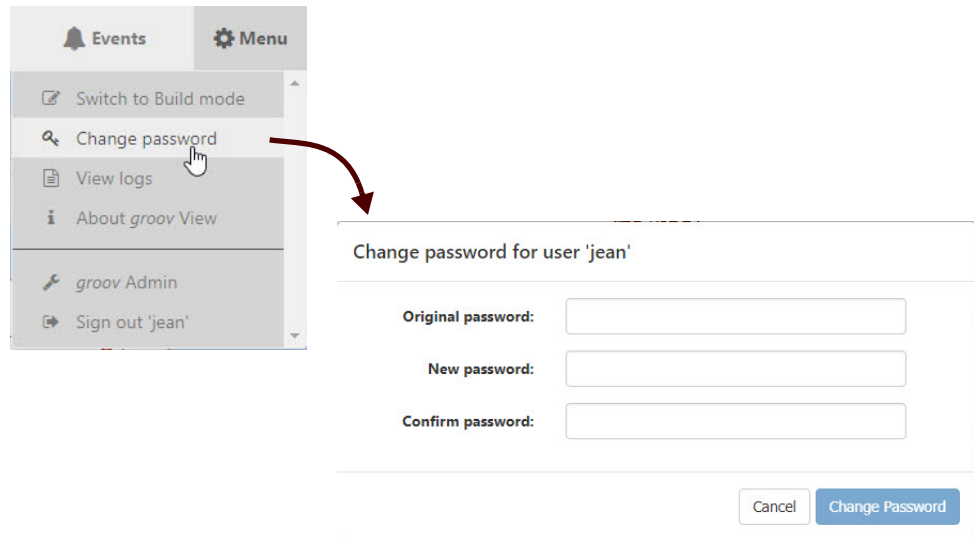 Events
Menu
Switch to Build mode
Change password
View logs
About groov View
groov Admin
Sign out 'jean'
Change password for user 'jean'
Original password:
New password:
Confirm password:
Cancel
Change Password